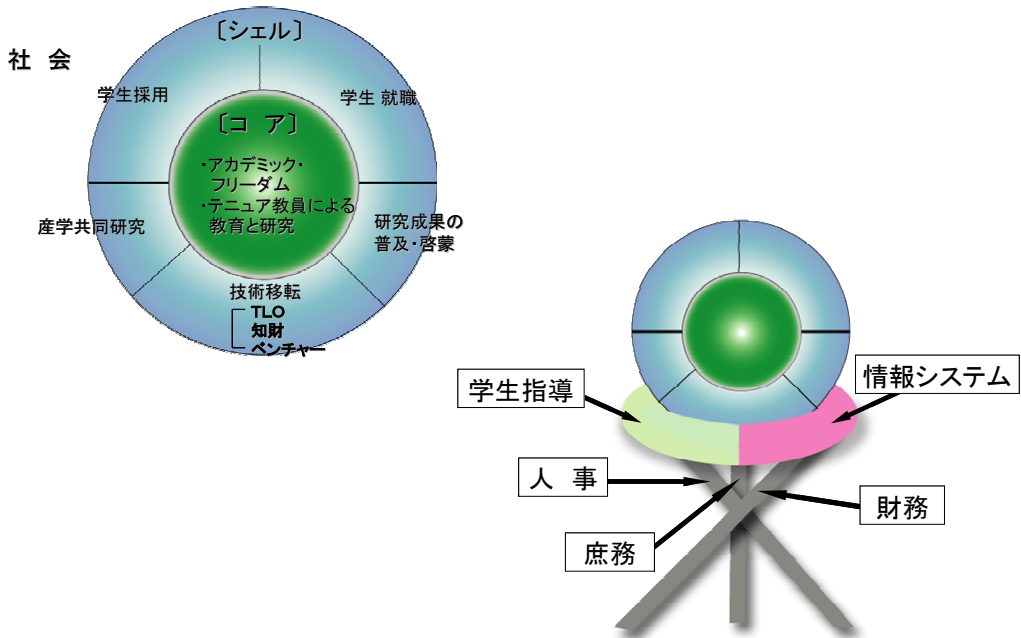 〔シェル〕
社 会
学生採用
学生 就職
〔コ ア〕
・アカデミック・
フリーダム
・テニュア教員による
教育と研究
産学共同研究
研究成果の
普及・啓蒙
技術移転
TLO
知財
ベンチャー
学生指導
情報システム
人 事
財務
庶務